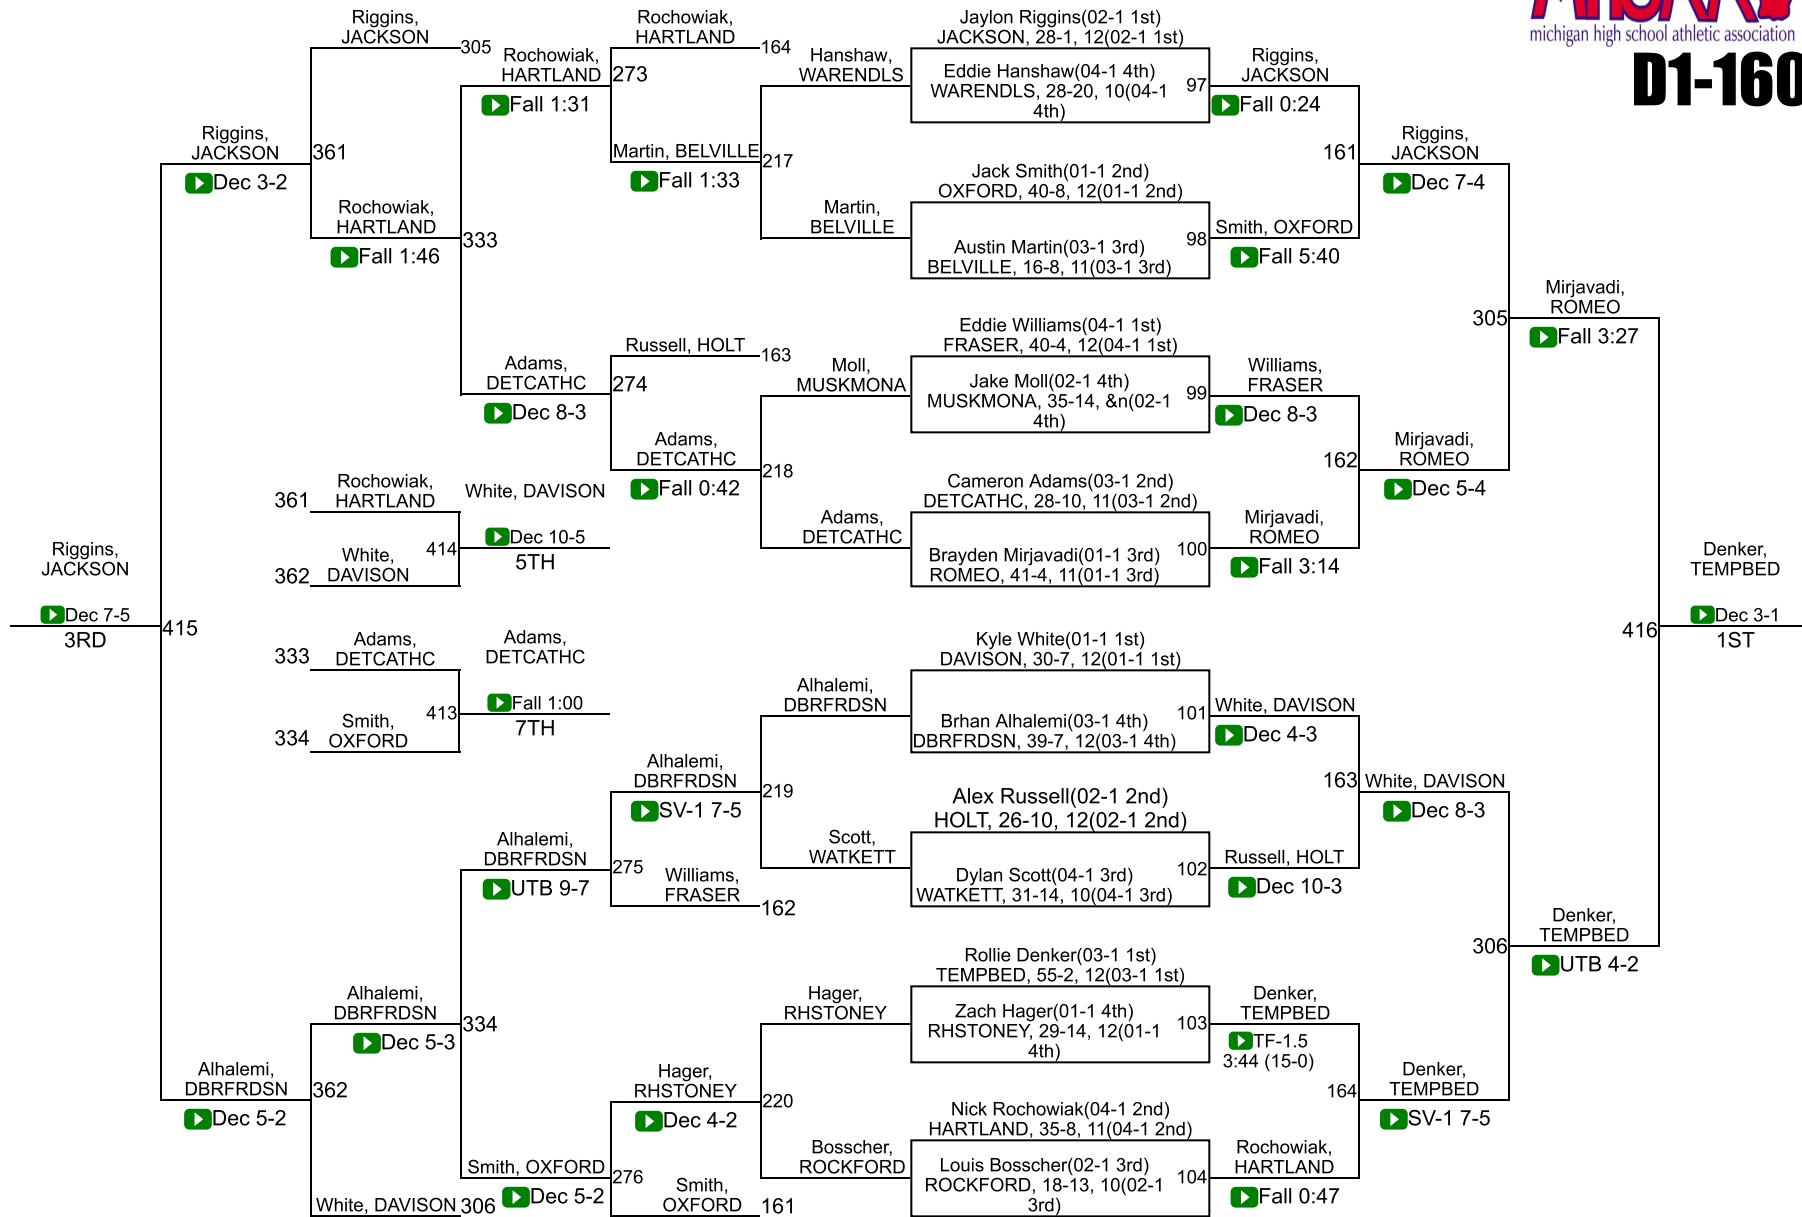 michigan high school athletic association
D1-160
Riggins,
JACKSON
305
Rochowiak,
HARTLAND
Fall 1:31
273
Rochowiak,
HARTLAND
164
Hanshaw,
WARENDLS
Jaylon Riggins(02-1 1st)
JACKSON, 28-1, 12(02-1 1st)
Eddie Hanshaw(04-1 4th)
WARENDLS, 28-20, 10(04-1
4th)
97
Riggins,
JACKSON
Fall 0:24
Riggins,
JACKSON
Dec 3-2
361
Martin, BELVILLE
Fall 1:33
217
161
Riggins,
JACKSON
Dec 7-4
Rochowiak,
HARTLAND
Fall 1:46
333
Martin,
BELVILLE
Jack Smith(01-1 2nd)
OXFORD, 40-8, 12(01-1 2nd)
Austin Martin(03-1 3rd)
BELVILLE, 16-8, 11(03-1 3rd)
98
Smith, OXFORD
Fall 5:40
305
Mirjavadi,
ROMEO
Fall 3:27
Adams,
DETCATHC
Dec 8-3
274
Russell, HOLT
163
Moll,
MUSKMONA
Eddie Williams(04-1 1st)
FRASER, 40-4, 12(04-1 1st)
Jake Moll(02-1 4th)
MUSKMONA, 35-14, &n(02-1
4th)
99
Williams,
FRASER
Dec 8-3
Adams,
DETCATHC
Fall 0:42
218
162
Mirjavadi,
ROMEO
Dec 5-4
361
Rochowiak,
HARTLAND
White, DAVISON
362
White,
DAVISON
414
Dec 10-5
5TH
Adams,
DETCATHC
Cameron Adams(03-1 2nd)
DETCATHC, 28-10, 11(03-1 2nd)
Brayden Mirjavadi(01-1 3rd)
ROMEO, 41-4, 11(01-1 3rd)
100
Mirjavadi,
ROMEO
Fall 3:14
Riggins,
JACKSON
Dec 7-5
3RD
415
416
Denker,
TEMPBED
Dec 3-1
1ST
333
Adams,
DETCATHC
Adams,
DETCATHC
334
Smith,
OXFORD
413
Fall 1:00
7TH
Alhalemi,
DBRFRDSN
Kyle White(01-1 1st)
DAVISON, 30-7, 12(01-1 1st)
Brhan Alhalemi(03-1 4th)
DBRFRDSN, 39-7, 12(03-1 4th)
101
White, DAVISON
Dec 4-3
Alhalemi,
DBRFRDSN
SV-1 7-5
219
163
White, DAVISON
Dec 8-3
Alhalemi,
DBRFRDSN
UTB 9-7
275
Williams,
FRASER
162
Scott,
WATKETT
Alex Russell(02-1 2nd)
HOLT, 26-10, 12(02-1 2nd)
Dylan Scott(04-1 3rd)
WATKETT, 31-14, 10(04-1 3rd)
102
Russell, HOLT
Dec 10-3
306
Denker,
TEMPBED
UTB 4-2
Alhalemi,
DBRFRDSN
Dec 5-3
334
Hager,
RHSTONEY
Rollie Denker(03-1 1st)
TEMPBED, 55-2, 12(03-1 1st)
Zach Hager(01-1 4th)
RHSTONEY, 29-14, 12(01-1
4th)
103
Denker,
TEMPBED
TF-1.5
3:44 (15-0)
Alhalemi,
DBRFRDSN
Dec 5-2
362
Hager,
RHSTONEY
Dec 4-2
220
164
Denker,
TEMPBED
SV-1 7-5
White, DAVISON
306
Smith, OXFORD
Dec 5-2
276
Smith,
OXFORD
161
Bosscher,
ROCKFORD
Nick Rochowiak(04-1 2nd)
HARTLAND, 35-8, 11(04-1 2nd)
Louis Bosscher(02-1 3rd)
ROCKFORD, 18-13, 10(02-1
3rd)
104
Rochowiak,
HARTLAND
Fall 0:47